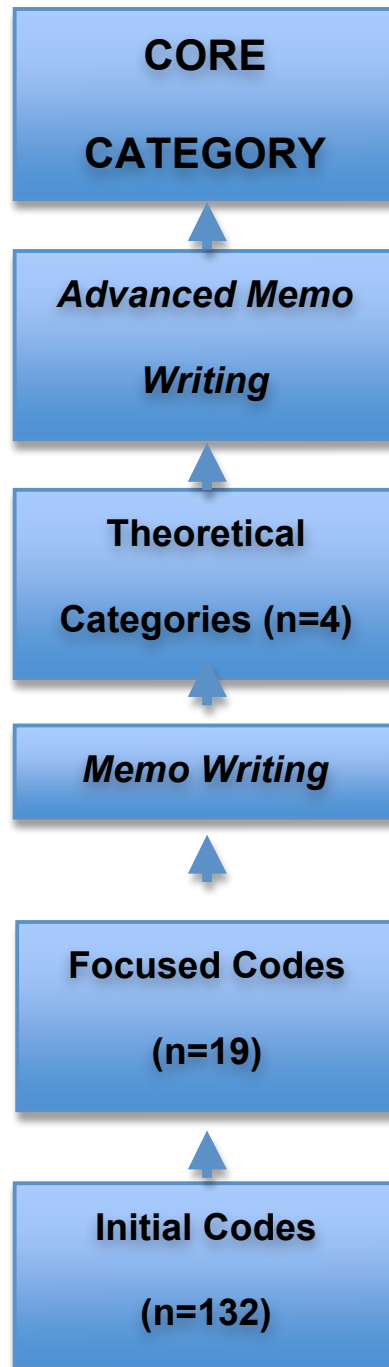 CORE
CATEGORY
Advanced Memo
Writing
Theoretical
Categories (n=4)
Memo Writing
Focused Codes
(n=19)
Initial Codes
(n=132)